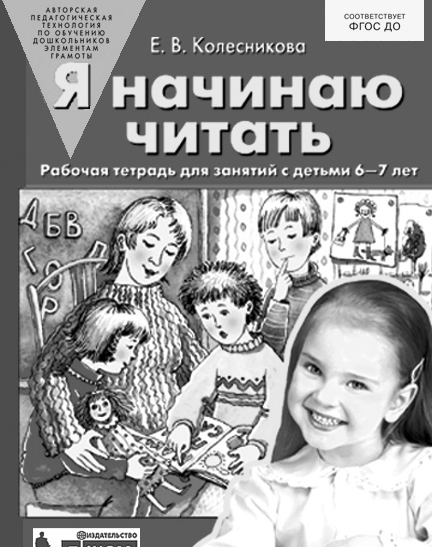 АВТОРСКАЯ
ПЕДАГОГИЧЕСКАЯ
ТЕХНОЛОГИЯ
ПО ОБУЧЕНИЮ
ДОШКОЛЬНИКОВ
ЭЛЕМЕНТАМ
ГРАМОТЫ
СООТВЕТСТВУЕТ
ФГОС ДО
Е. В. Колесникова
Я начинаю
читать
Рабочая тетрадь для занятий с детьми 6–7 лет
АБВ
Г О Р
ИЗДАТЕЛЬСТВО